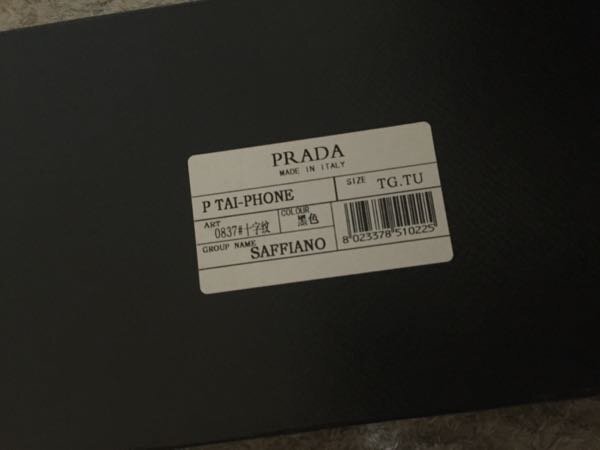 PRADA
MADE IN ITALY
P TAI-PHONE
SIZE TG.TU
ART 0837#十字纹
COLOUR 黑色
8 023378 510225
GROUP NAME SAFFIANO